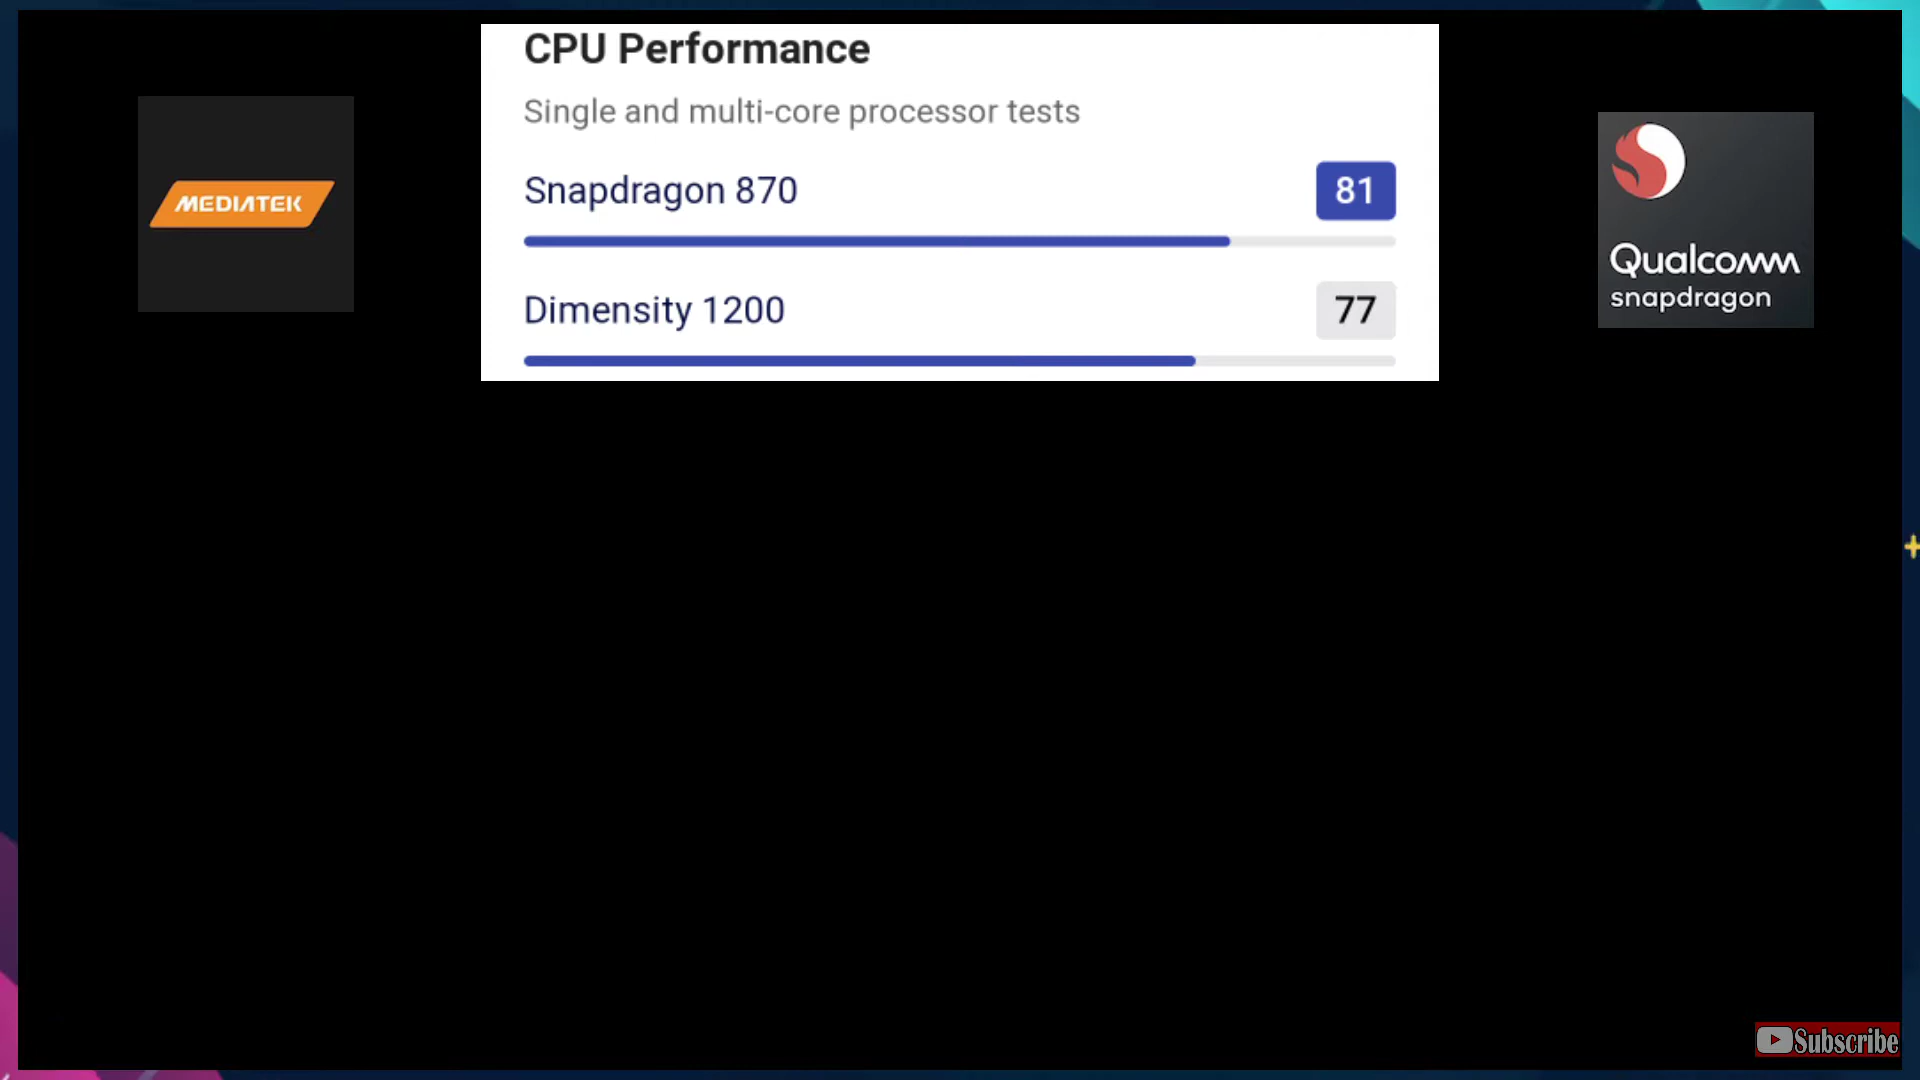 CPU Performance
Single and multi-core processor tests
MEDIATEK
Snapdragon 870
81
Qualcomm
snapdragon
Dimensity 1200
77
Subscribe